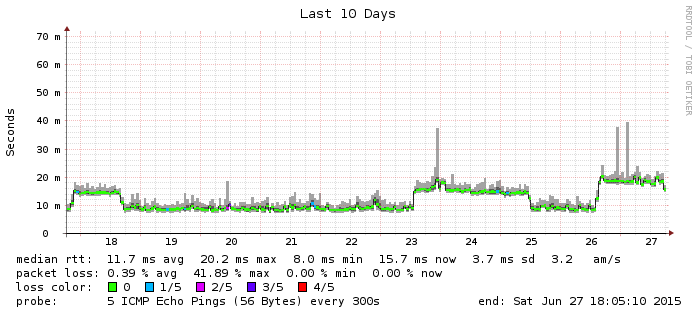 Last 10 Days
RRDTOOL / TOBI OETIKER
Seconds
70 m
60 m
50 m
40 m
30 m
20 m
10 m
0
18 19 20 21 22 23 24 25 26 27
median rtt: 11.7 ms avg 20.2 ms max 8.0 ms min 15.7 ms now 3.7 ms sd 3.2 am/s
packet loss: 0.39 % avg 41.89 % max 0.00 % min 0.00 % now
loss color: 0 1/5 2/5 3/5 4/5
probe: 5 ICMP Echo Pings (56 Bytes) every 300s end: Sat Jun 27 18:05:10 2015